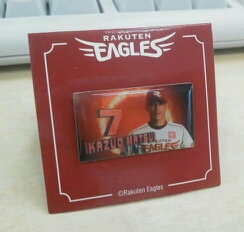 RAKUTEN
EAGLES
7
KAZUO MATSUI
EAGLES
©Rakuten Eagles